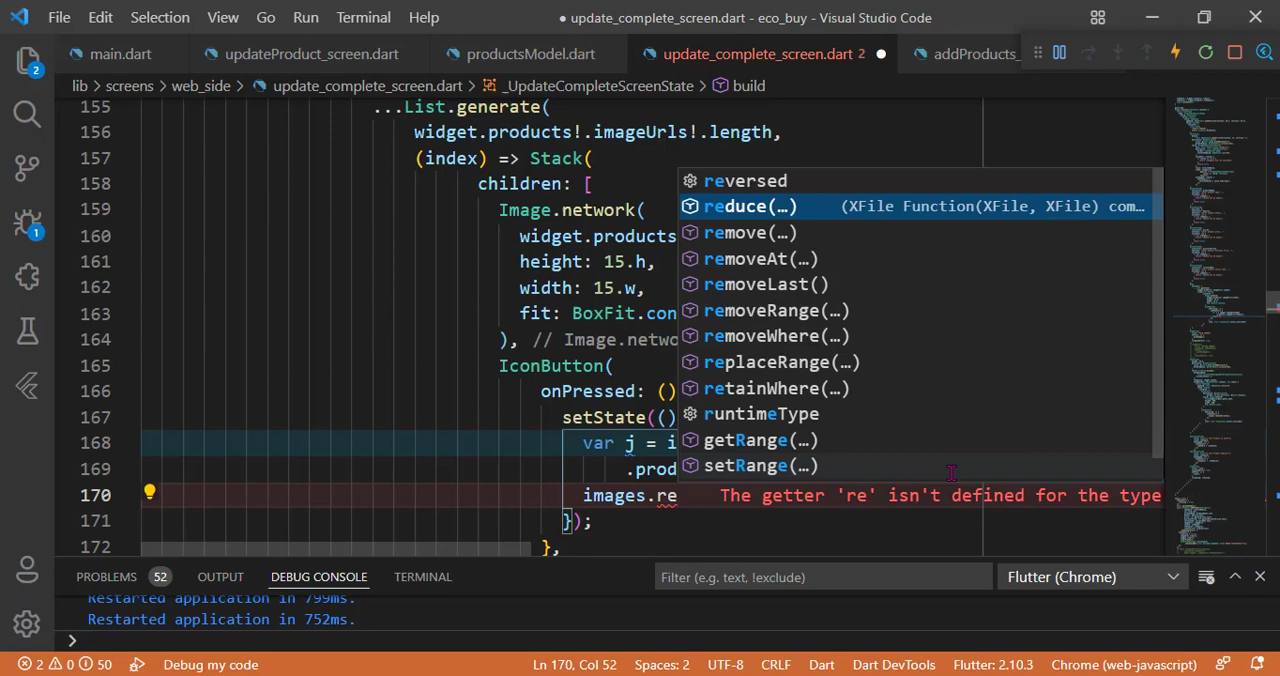 File Edit Selection View Go Run Terminal Help ● update_complete_screen.dart - eco_buy - Visual Studio Code
main.dart updateProduct_screen.dart productsModel.dart update_complete_screen.dart 2 ● addProducts_
lib > screens > web_side > update_complete_screen.dart > _UpdateCompleteScreenState > build
155 ...List.generate(
156 widget.products!.imageUrls!.length,
157 (index) => Stack(
158 children: [
159 Image.network(
160 widget.products
161 height: 15.h,
162 width: 15.w,
163 fit: BoxFit.con
164 ), // Image.netwo
165 IconButton(
166 onPressed: ()
167 setState(()
168 var j = i
169 .prod
170 images.re The getter 're' isn't defined for the type
171 });
172 },
reversed
reduce(…) (XFile Function(XFile, XFile) com…
remove(…)
removeAt(…)
removeLast()
removeRange(…)
removeWhere(…)
replaceRange(…)
retainWhere(…)
runtimeType
getRange(…)
setRange(…)
2
1
PROBLEMS 52 OUTPUT DEBUG CONSOLE TERMINAL Filter (e.g. text, !exclude) Flutter (Chrome)
Restarted application in 799ms.
Restarted application in 752ms.
>
2 0 50 Debug my code Ln 170, Col 52 Spaces: 2 UTF-8 CRLF Dart Dart DevTools Flutter: 2.10.3 Chrome (web-javascript)